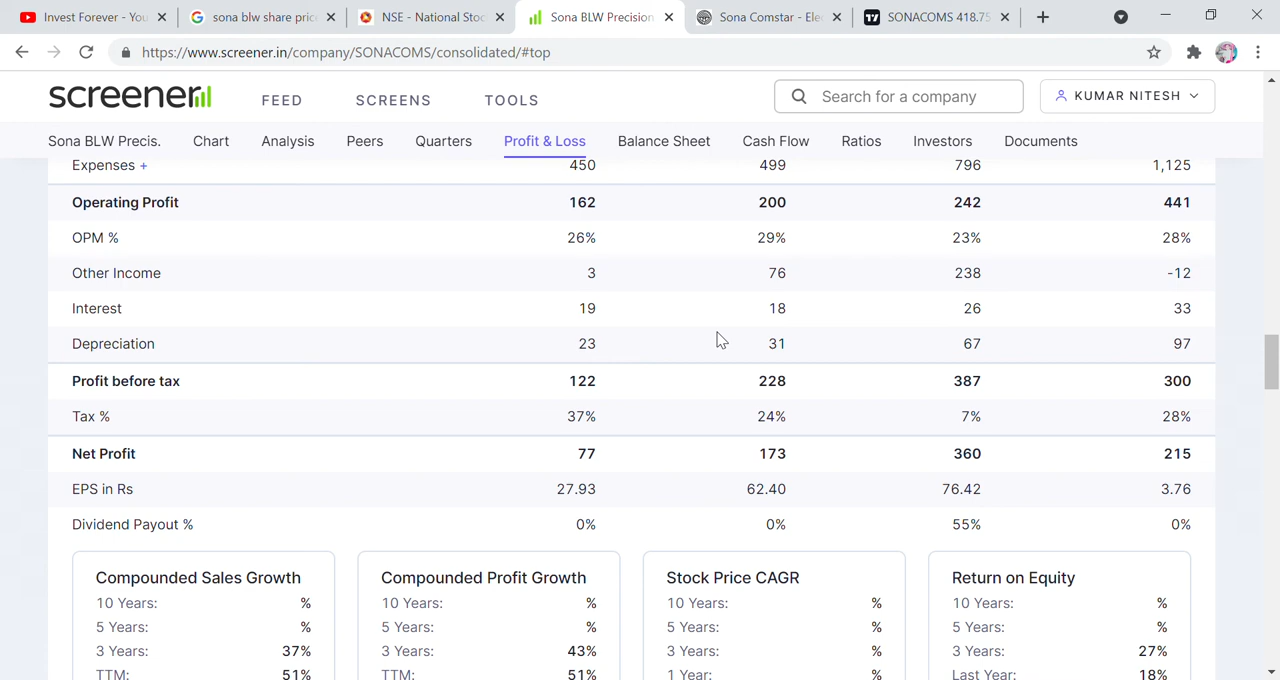 Invest Forever - You
sona blw share price
NSE - National Stoc
Sona BLW Precision
Sona Comstar - Ele
SONACOMS 418.75
https://www.screener.in/company/SONACOMS/consolidated/#top
screener
FEED SCREENS TOOLS
Search for a company
KUMAR NITESH
Sona BLW Precis. Chart Analysis Peers Quarters Profit & Loss Balance Sheet Cash Flow Ratios Investors Documents
Expenses + 450 499 796 1,125
Operating Profit 162 200 242 441
OPM % 26% 29% 23% 28%
Other Income 3 76 238 -12
Interest 19 18 26 33
Depreciation 23 31 67 97
Profit before tax 122 228 387 300
Tax % 37% 24% 7% 28%
Net Profit 77 173 360 215
EPS in Rs 27.93 62.40 76.42 3.76
Dividend Payout % 0% 0% 55% 0%
Compounded Sales Growth
10 Years: %
5 Years: %
3 Years: 37%
TTM: 51%
Compounded Profit Growth
10 Years: %
5 Years: %
3 Years: 43%
TTM: 51%
Stock Price CAGR
10 Years: %
5 Years: %
3 Years: %
1 Year: %
Return on Equity
10 Years: %
5 Years: %
3 Years: 27%
Last Year: 18%